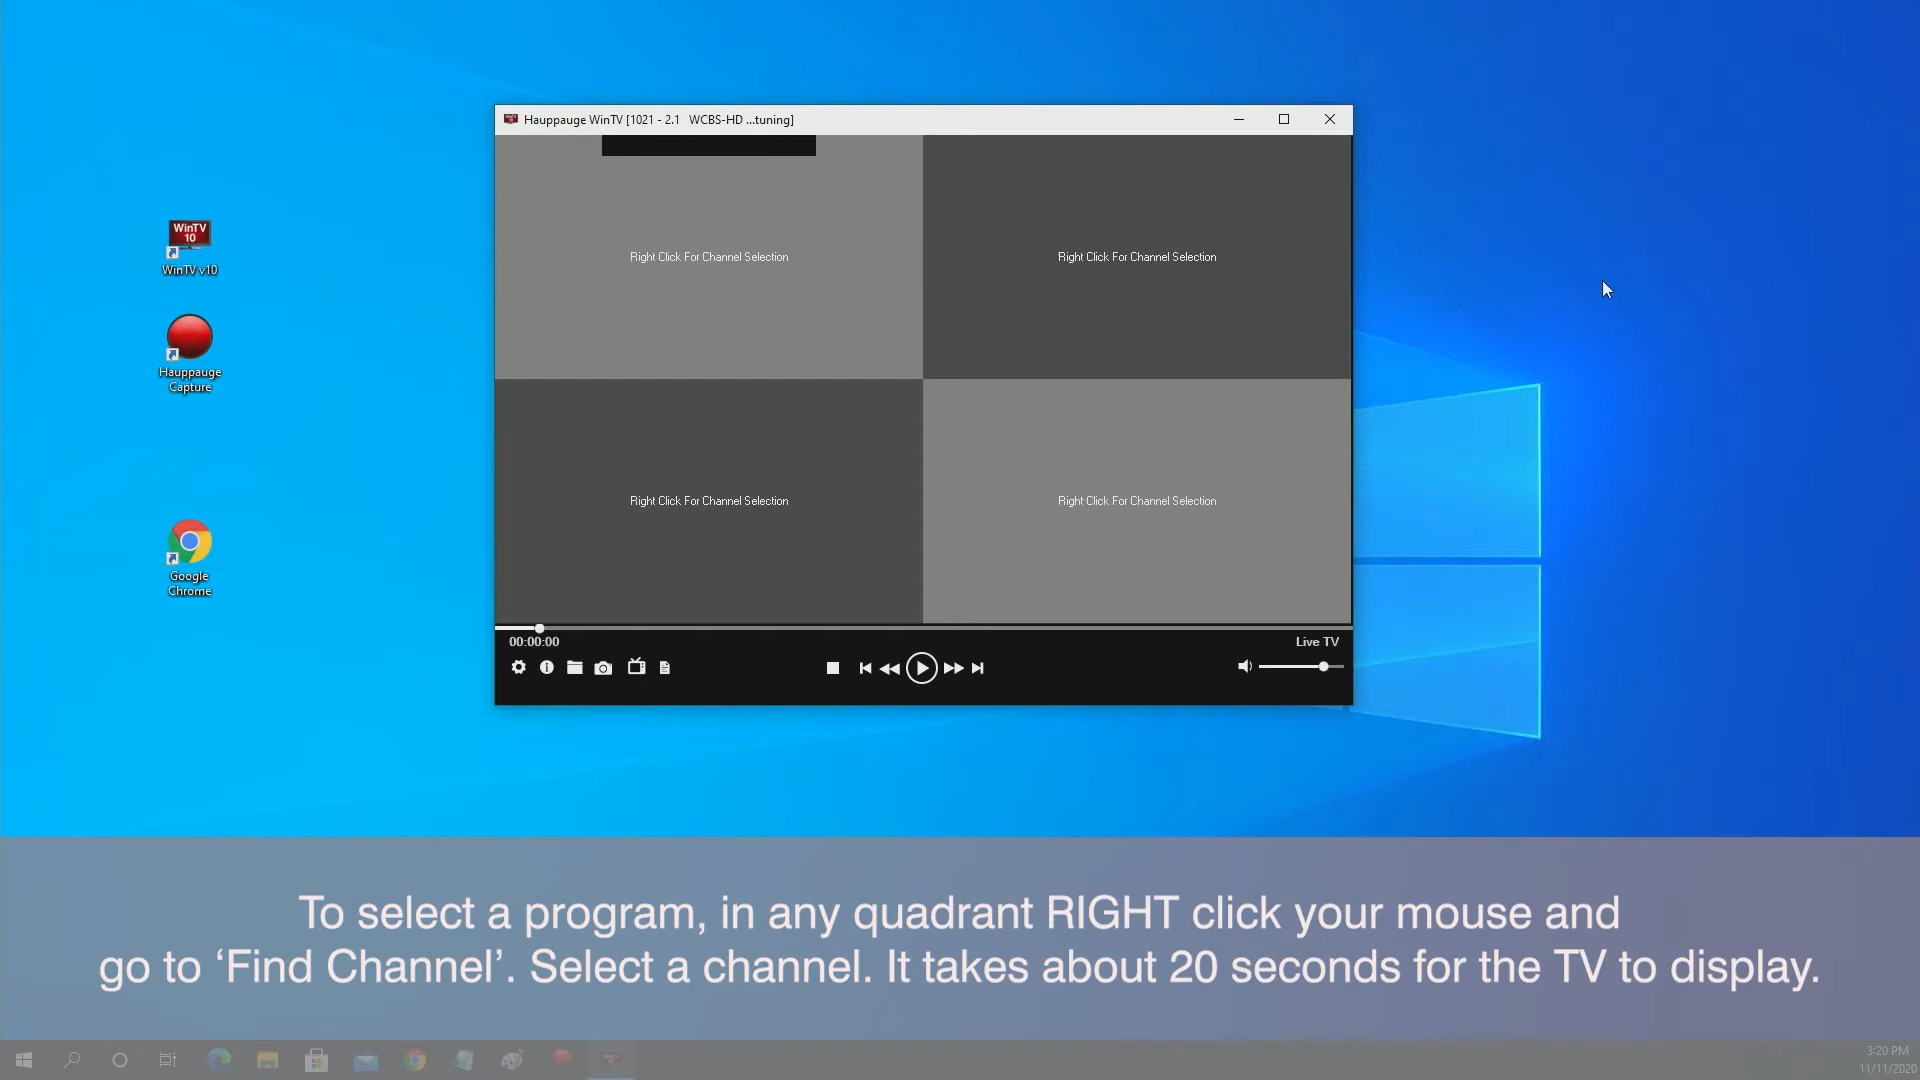 Hauppauge WinTV [1021 - 2.1 WCBS-HD ...tuning]
Right Click For Channel Selection
Right Click For Channel Selection
WinTV
10
WinTV v10
Hauppauge
Capture
Right Click For Channel Selection
Right Click For Channel Selection
Google
Chrome
00:00:00
Live TV
To select a program, in any quadrant RIGHT click your mouse and
go to ‘Find Channel’. Select a channel. It takes about 20 seconds for the TV to display.
3:20 PM
11/11/2020